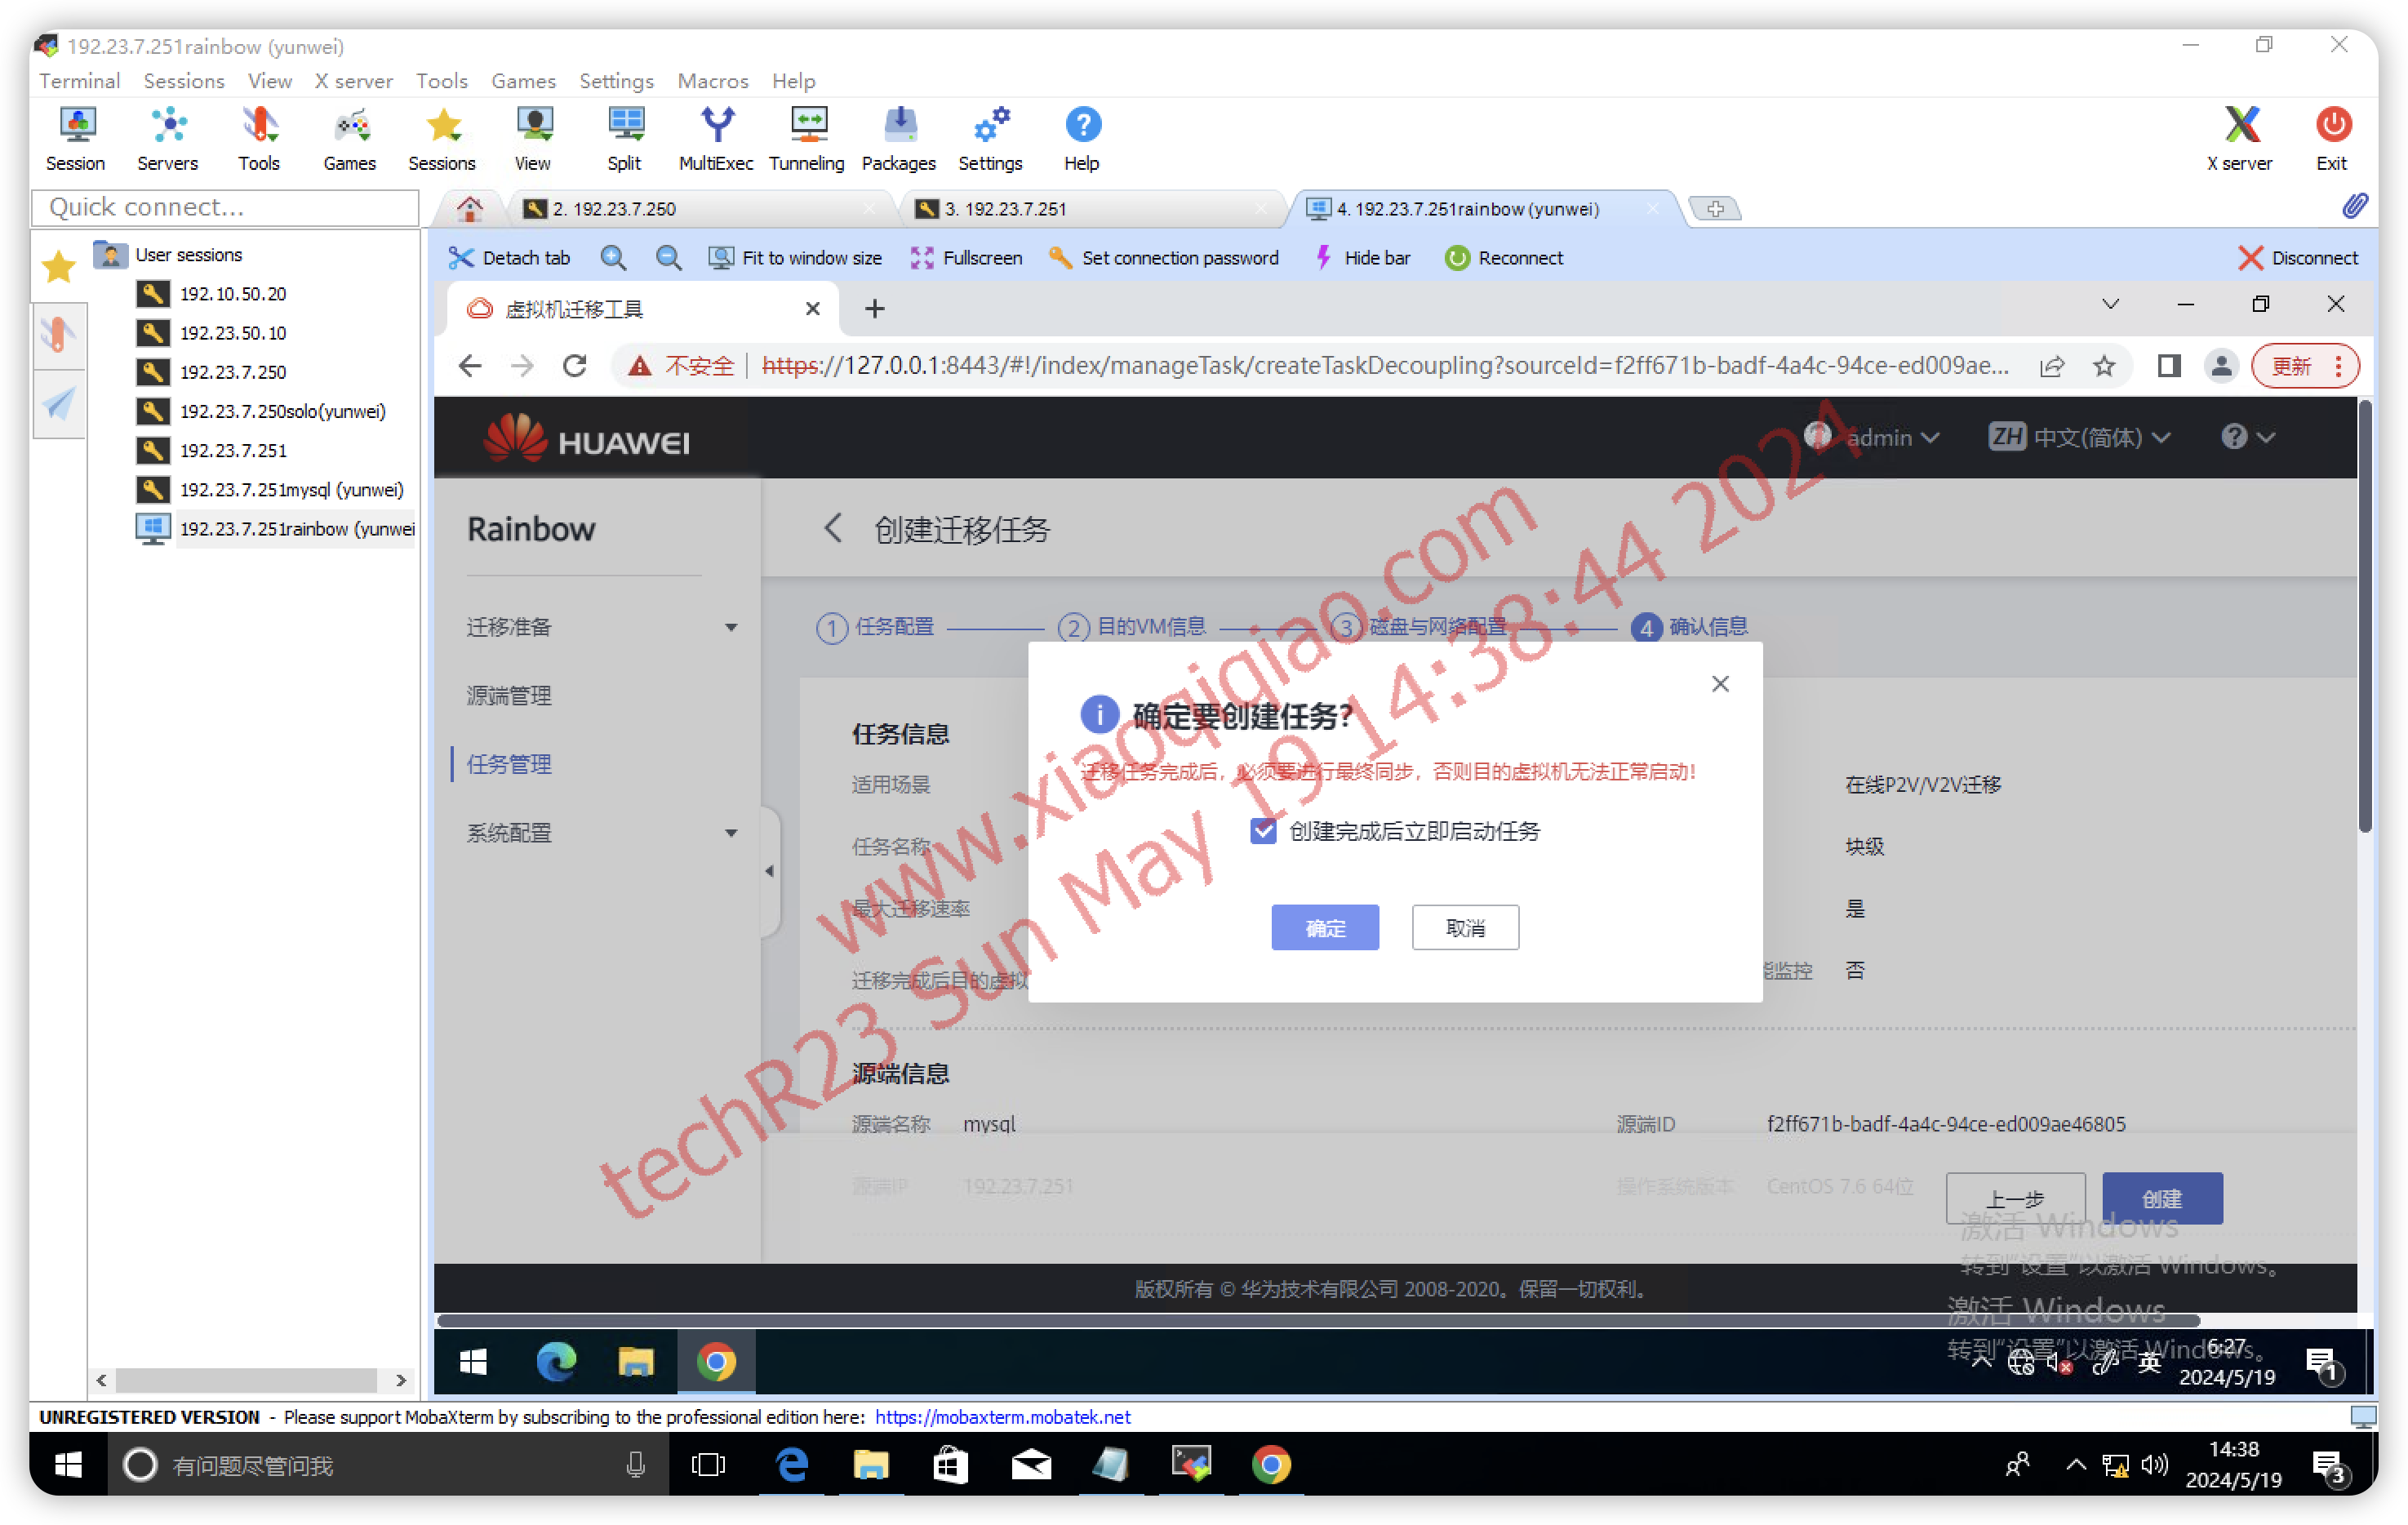 192.23.7.251rainbow (yunwei)
Terminal Sessions View X server Tools Games Settings Macros Help
Session Servers Tools Games Sessions View Split MultiExec Tunneling Packages Settings Help X server Exit
Quick connect...
2. 192.23.7.250
3. 192.23.7.251
4. 192.23.7.251rainbow (yunwei)
Detach tab Fit to window size Fullscreen Set connection password Hide bar Reconnect Disconnect
User sessions
192.10.50.20
192.23.50.10
192.23.7.250
192.23.7.250solo(yunwei)
192.23.7.251
192.23.7.251mysql (yunwei)
192.23.7.251rainbow (yunwei
虚拟机迁移工具
不安全 https://127.0.0.1:8443/#!/index/manageTask/createTaskDecoupling?sourceId=f2ff671b-badf-4a4c-94ce-ed009ae...
更新
HUAWEI
admin ZH 中文(简体) ?
Rainbow
创建迁移任务
迁移准备
源端管理
任务管理
系统配置
1 任务配置 2 目的VM信息 3 磁盘与网络配置 4 确认信息
确定要创建任务?
迁移任务完成后，必须要进行最终同步，否则目的虚拟机无法正常启动!
创建完成后立即启动任务
确定 取消
任务信息
适用场景 在线P2V/V2V迁移
任务名称 块级
最大迁移速率 是
迁移完成后目的虚拟 能监控 否
源端信息
源端名称 mysql 源端ID f2ff671b-badf-4a4c-94ce-ed009ae46805
源端IP 192.23.7.251 操作系统版本 CentOS 7.6 64位
上一步 创建
激活 Windows
转到"设置"以激活 Windows。
版权所有 © 华为技术有限公司 2008-2020。保留一切权利。
激活 Windows
转到"设置"以激活 Windows。
英 6:27
2024/5/19
1
www.xiaoqiqiao.com
techR23 Sun May 19 14:38:44 2024
UNREGISTERED VERSION - Please support MobaXterm by subscribing to the professional edition here: https://mobaxterm.mobatek.net
有问题尽管问我
14:38
2024/5/19
3